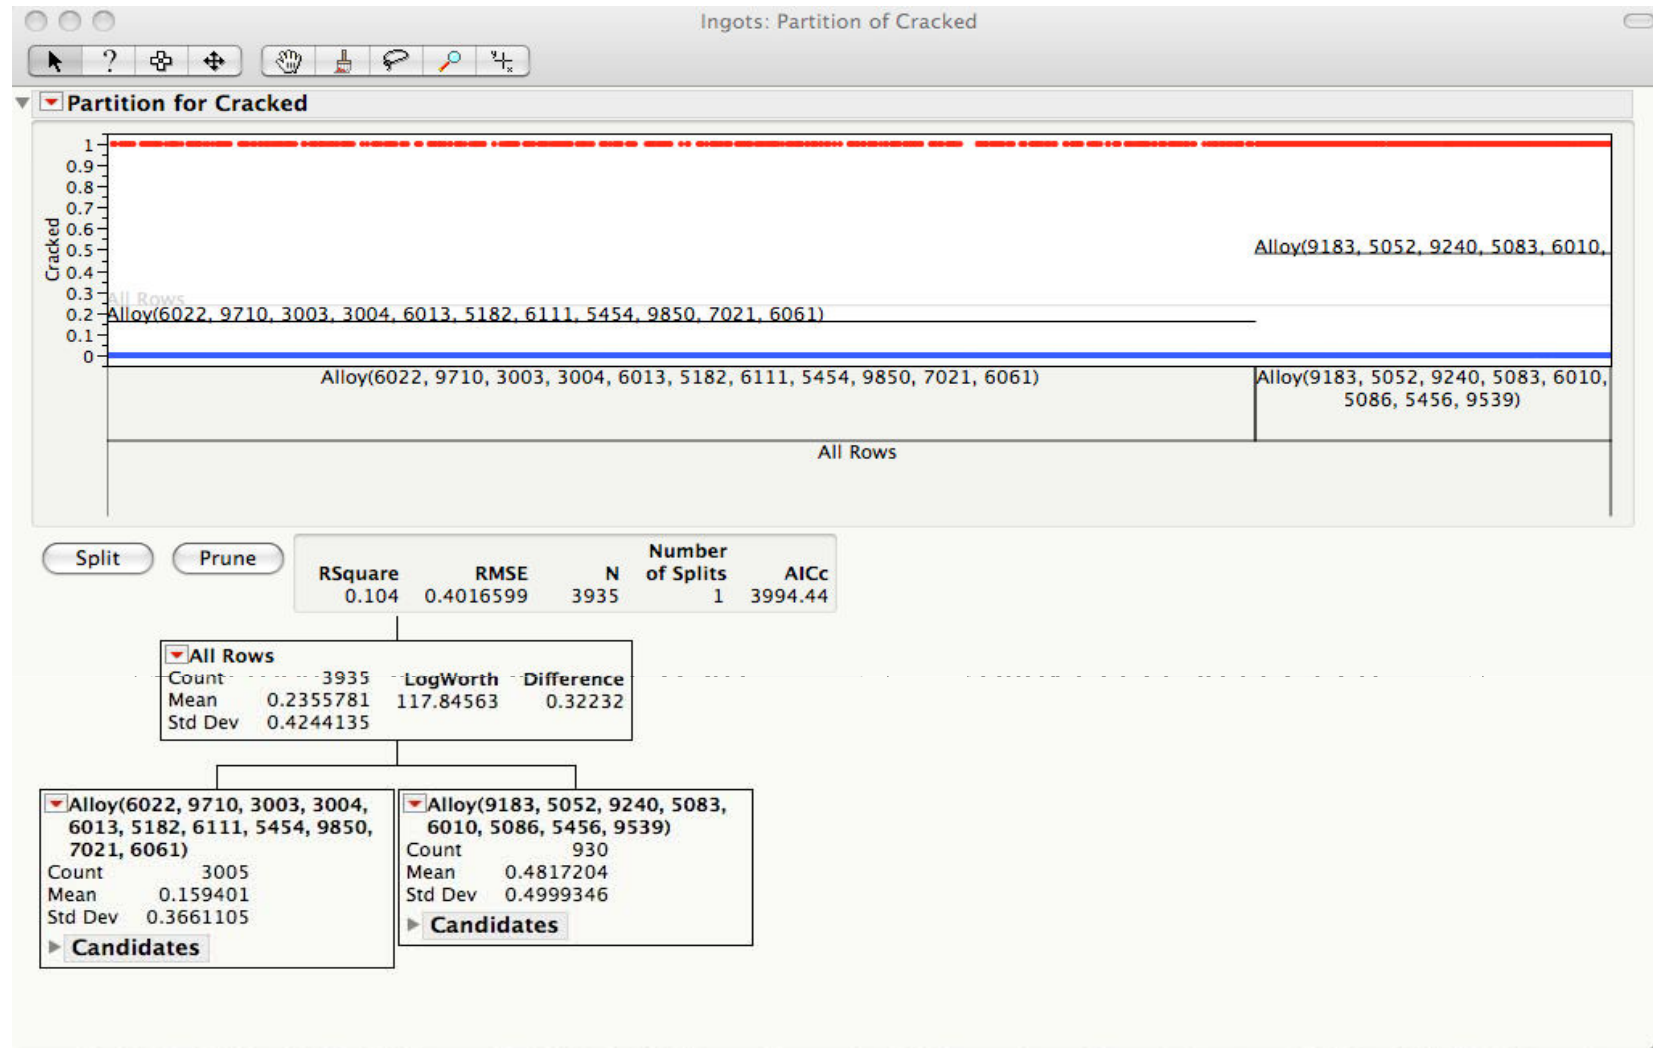 Ingots: Partition of Cracked
Partition for Cracked
1
0.9
0.8
0.7
0.6
0.5
0.4
0.3
0.2
0.1
0
Cracked
All Rows
Alloy(9183, 5052, 9240, 5083, 6010,
Alloy(6022, 9710, 3003, 3004, 6013, 5182, 6111, 5454, 9850, 7021, 6061)
Alloy(6022, 9710, 3003, 3004, 6013, 5182, 6111, 5454, 9850, 7021, 6061)
Alloy(9183, 5052, 9240, 5083, 6010,
5086, 5456, 9539)
All Rows
Split
Prune
Number
RSquare RMSE N of Splits AICc
0.104 0.4016599 3935 1 3994.44
All Rows
Count 3935 LogWorth Difference
Mean 0.2355781 117.84563 0.32232
Std Dev 0.4244135
Alloy(6022, 9710, 3003, 3004,
6013, 5182, 6111, 5454, 9850,
7021, 6061)
Count 3005
Mean 0.159401
Std Dev 0.3661105
Candidates
Alloy(9183, 5052, 9240, 5083,
6010, 5086, 5456, 9539)
Count 930
Mean 0.4817204
Std Dev 0.4999346
Candidates